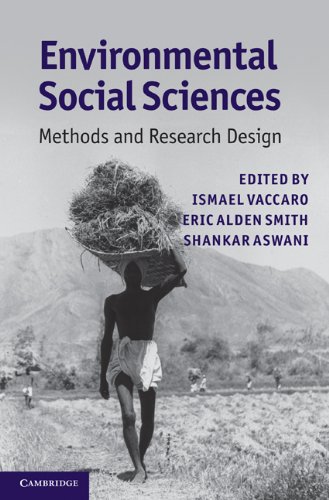 Environmental
Social Sciences
Methods and Research Design
EDITED BY
ISMAEL VACCARO
ERIC ALDEN SMITH
SHANKAR ASWANI
CAMBRIDGE